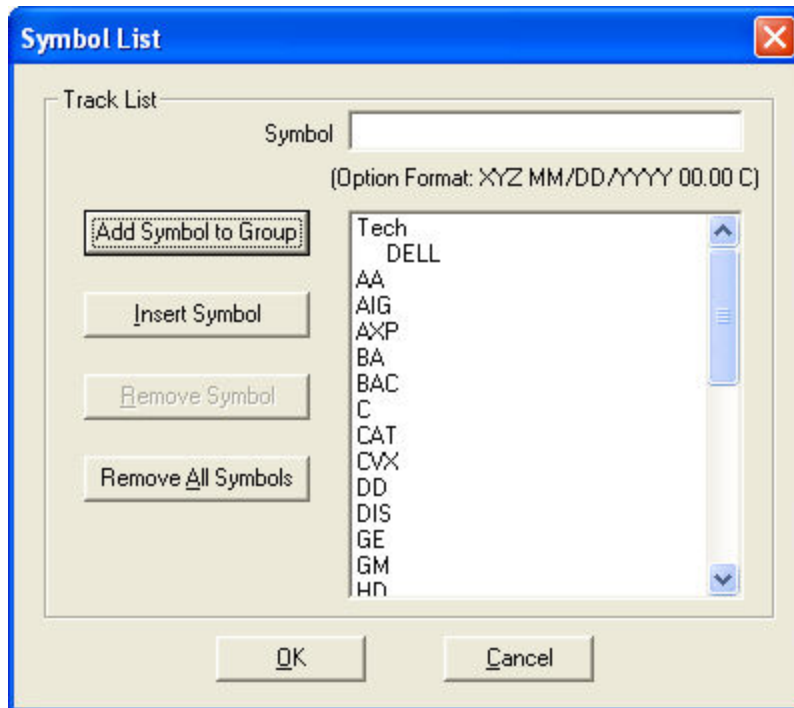 Symbol List
Track List
Symbol
(Option Format: XYZ MM/DD/YYYY 00.00 C)
Add Symbol to Group
Insert Symbol
Remove Symbol
Remove All Symbols
Tech
DELL
AA
AIG
AXP
BA
BAC
C
CAT
CVX
DD
DIS
GE
GM
HD
OK
Cancel